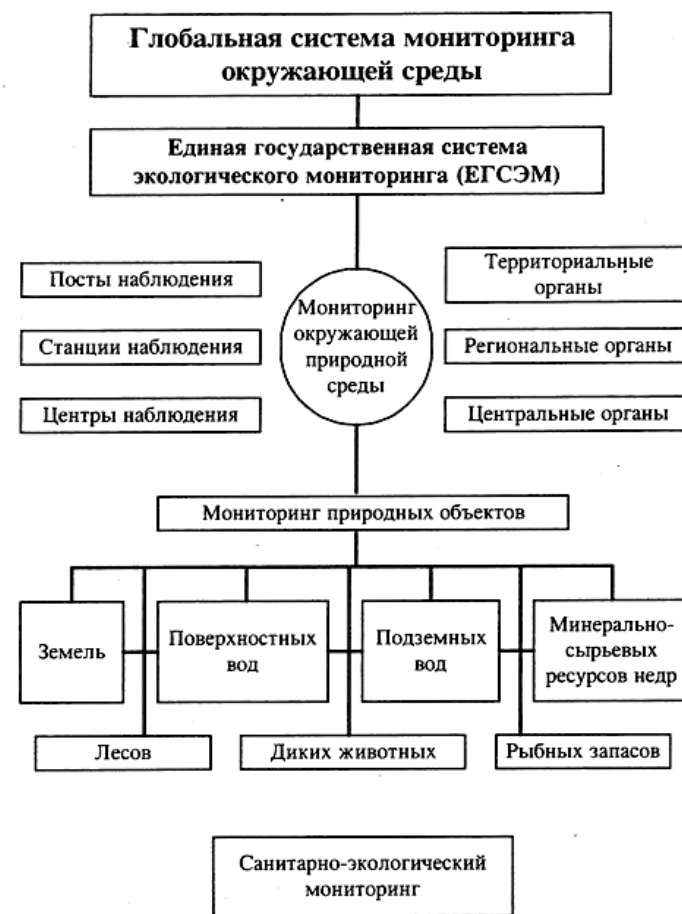 Глобальная система мониторинга
окружающей среды
Единая государственная система
экологического мониторинга (ЕГСЭМ)
Посты наблюдения
Станции наблюдения
Центры наблюдения
Мониторинг
окружающей
природной
среды
Территориальные
органы
Региональные органы
Центральные органы
Мониторинг природных объектов
Земель
Поверхностных
вод
Подземных
вод
Минерально-
сырьевых
ресурсов недр
Лесов
Диких животных
Рыбных запасов
Санитарно-экологический
мониторинг